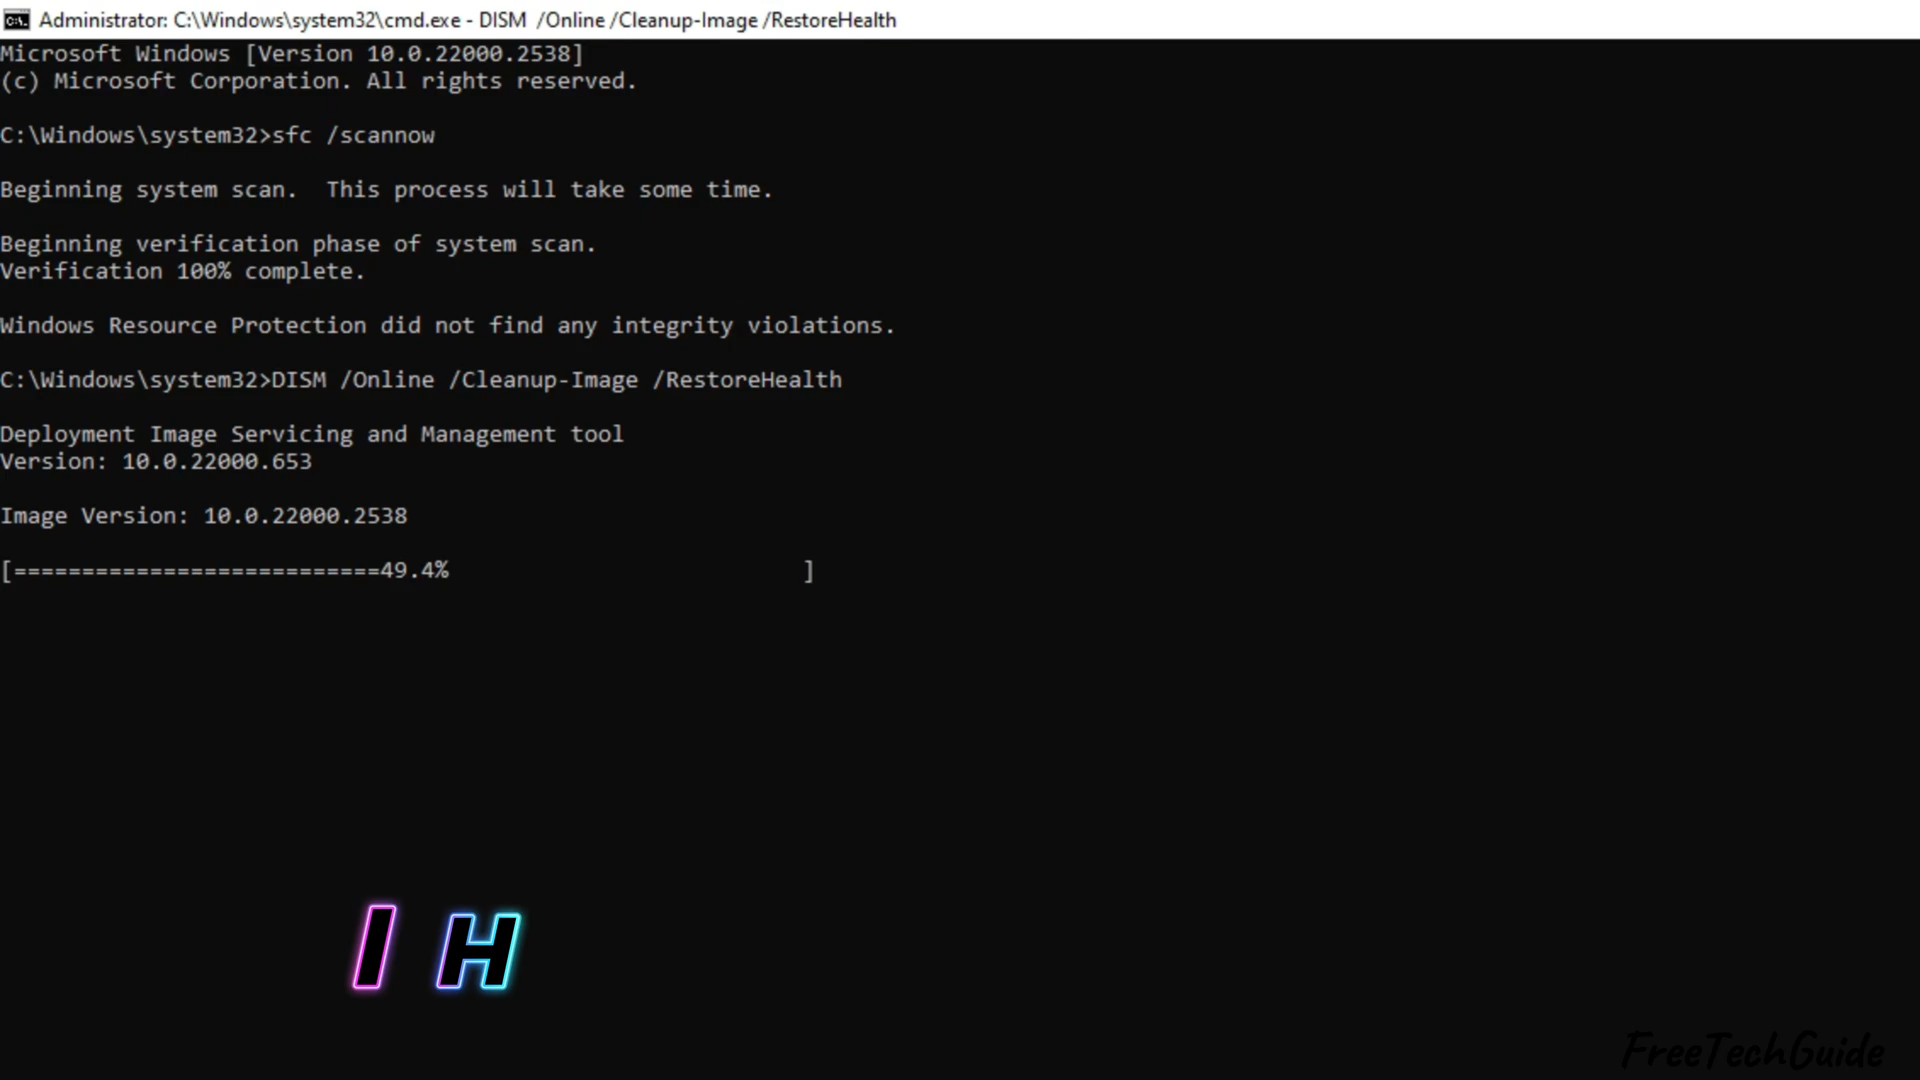 Administrator: C:\Windows\system32\cmd.exe - DISM  /Online /Cleanup-Image /RestoreHealth
Microsoft Windows [Version 10.0.22000.2538]
(c) Microsoft Corporation. All rights reserved.
C:\Windows\system32>sfc /scannow
Beginning system scan.  This process will take some time.
Beginning verification phase of system scan.
Verification 100% complete.
Windows Resource Protection did not find any integrity violations.
C:\Windows\system32>DISM /Online /Cleanup-Image /RestoreHealth
Deployment Image Servicing and Management tool
Version: 10.0.22000.653
Image Version: 10.0.22000.2538
[===========================49.4%                          ]
I H
FreeTechGuide